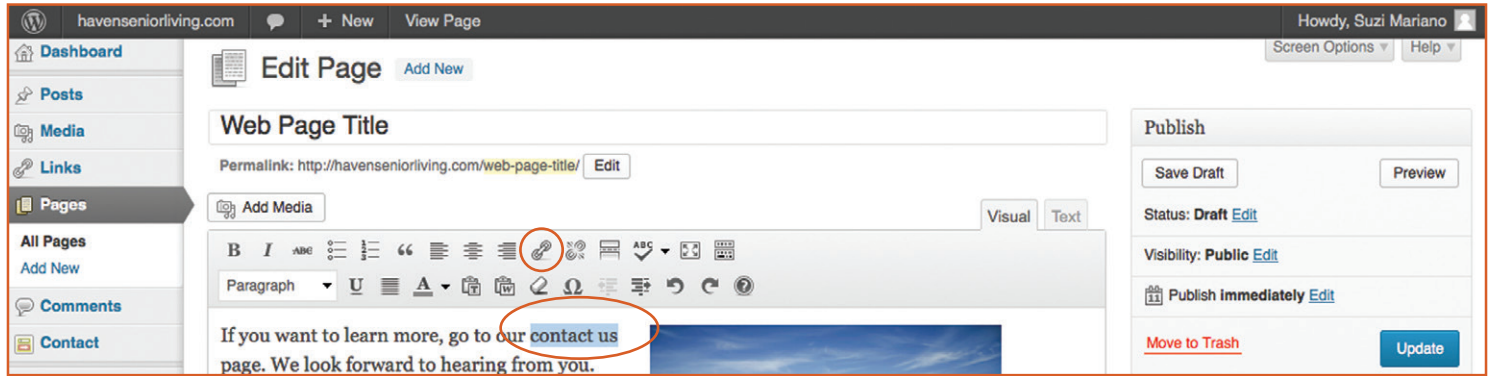 havenseniorliving.com + New View Page Howdy, Suzi Mariano
Dashboard
Posts
Media
Links
Pages
All Pages
Add New
Comments
Contact
Screen Options Help
Edit Page Add New
Web Page Title
Permalink: http://havenseniorliving.com/web-page-title/ Edit
Add Media
Visual Text
B I ABC “ ABC
Paragraph U A T W Ω ?
If you want to learn more, go to our contact us
page. We look forward to hearing from you.
Publish
Save Draft Preview
Status: Draft Edit
Visibility: Public Edit
11 Publish immediately Edit
Move to Trash Update